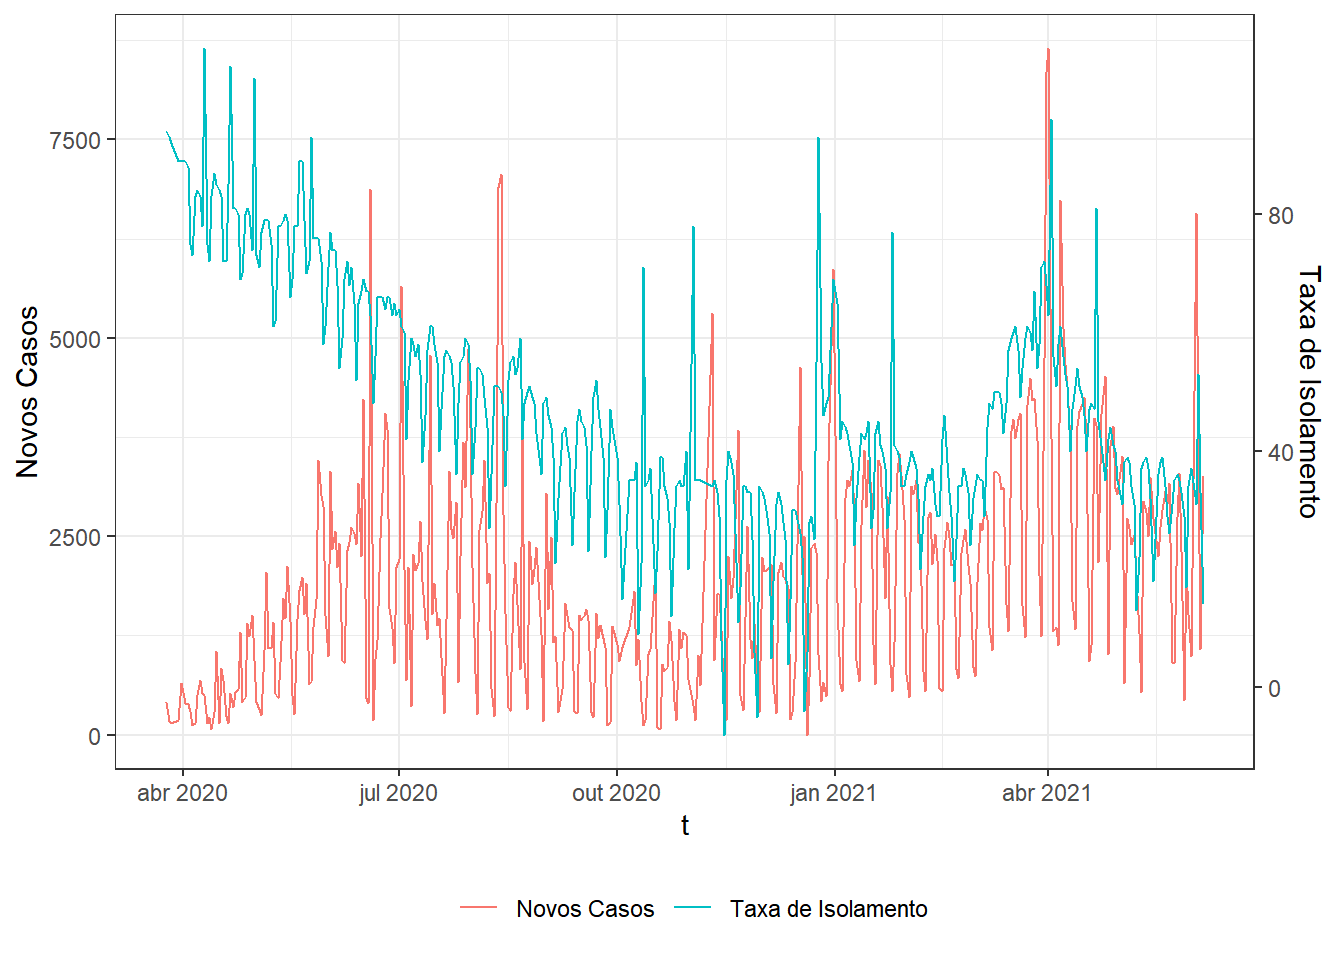 Novos Casos
7500
5000
2500
0
80
40
0
Taxa de Isolamento
abr 2020
jul 2020
out 2020
jan 2021
abr 2021
t
Novos Casos
Taxa de Isolamento